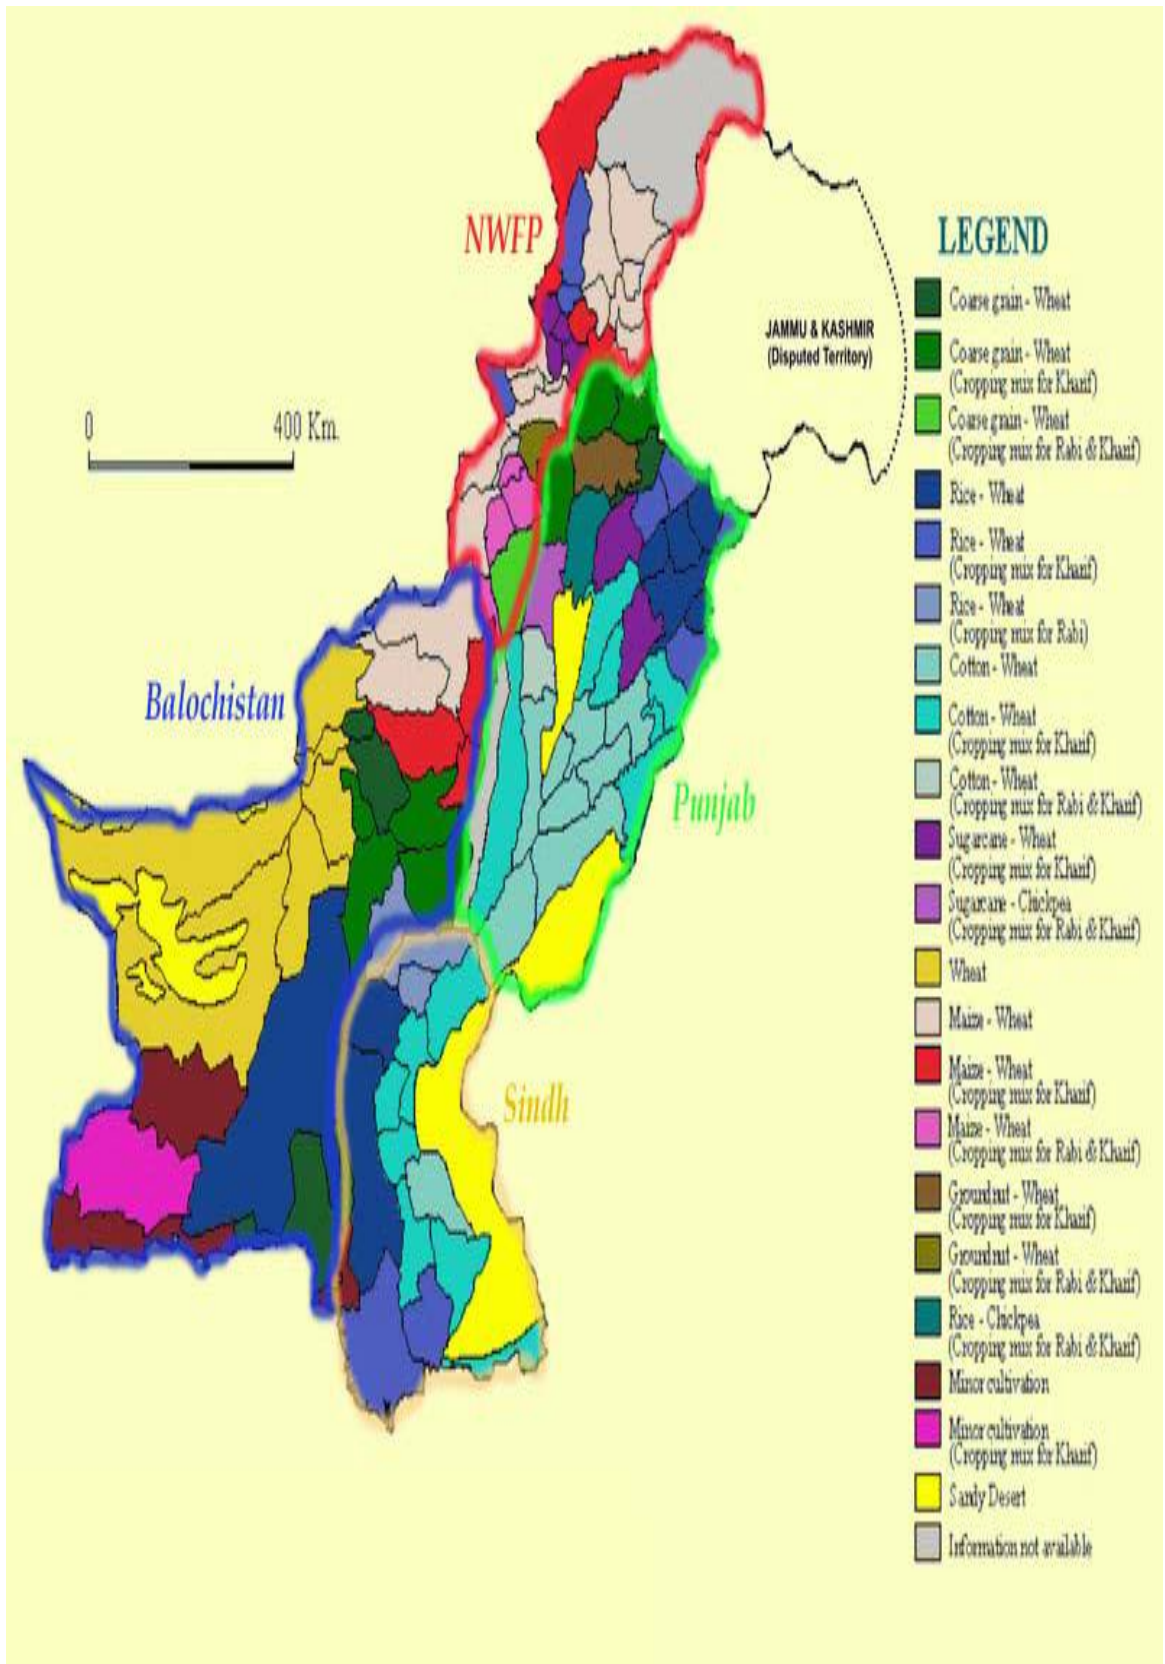 NWFP
LEGEND
JAMMU & KASHMIR
(Disputed Territory)
0 400 Km.
Balochistan
Punjab
Sindh
Coarse grain - Wheat
Coarse grain - Wheat
(Cropping mix for Kharif)
Coarse grain - Wheat
(Cropping mix for Rabi & Kharif)
Rice - Wheat
Rice - Wheat
(Cropping mix for Kharif)
Rice - Wheat
(Cropping mix for Rabi)
Cotton - Wheat
Cotton - Wheat
(Cropping mix for Kharif)
Cotton - Wheat
(Cropping mix for Rabi & Kharif)
Sugarcane - Wheat
(Cropping mix for Kharif)
Sugarcane - Chickpea
(Cropping mix for Rabi & Kharif)
Wheat
Maize - Wheat
Maize - Wheat
(Cropping mix for Kharif)
Maize - Wheat
(Cropping mix for Rabi & Kharif)
Groundnut - Wheat
(Cropping mix for Kharif)
Groundnut - Wheat
(Cropping mix for Rabi & Kharif)
Rice - Chickpea
(Cropping mix for Rabi & Kharif)
Minor cultivation
Minor cultivation
(Cropping mix for Kharif)
Sandy Desert
Information not available